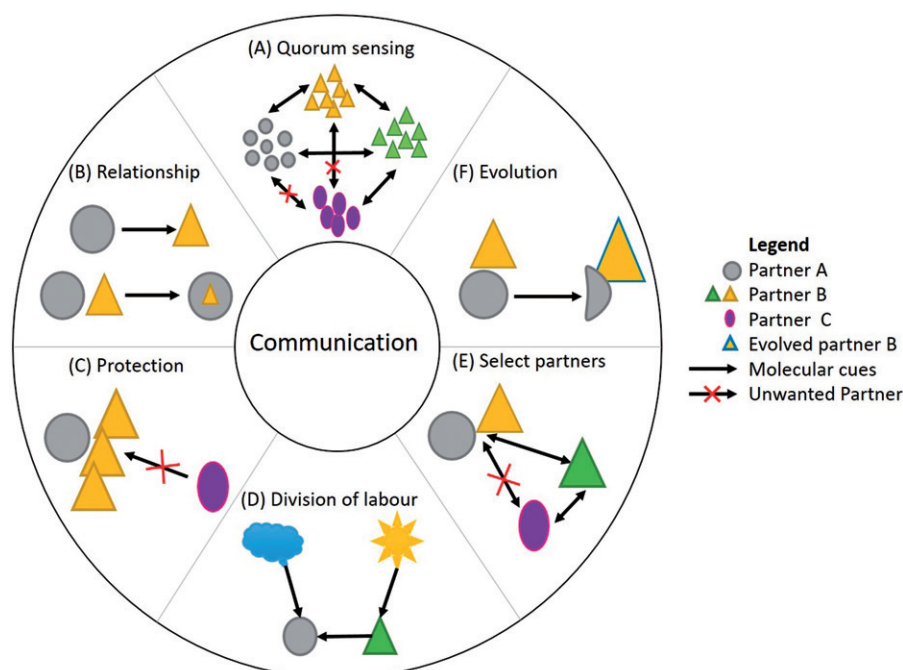 (A) Quorum sensing
(B) Relationship
(F) Evolution
Communication
(C) Protection
(E) Select partners
(D) Division of labour
Legend
Partner A
Partner B
Partner C
Evolved partner B
Molecular cues
Unwanted Partner